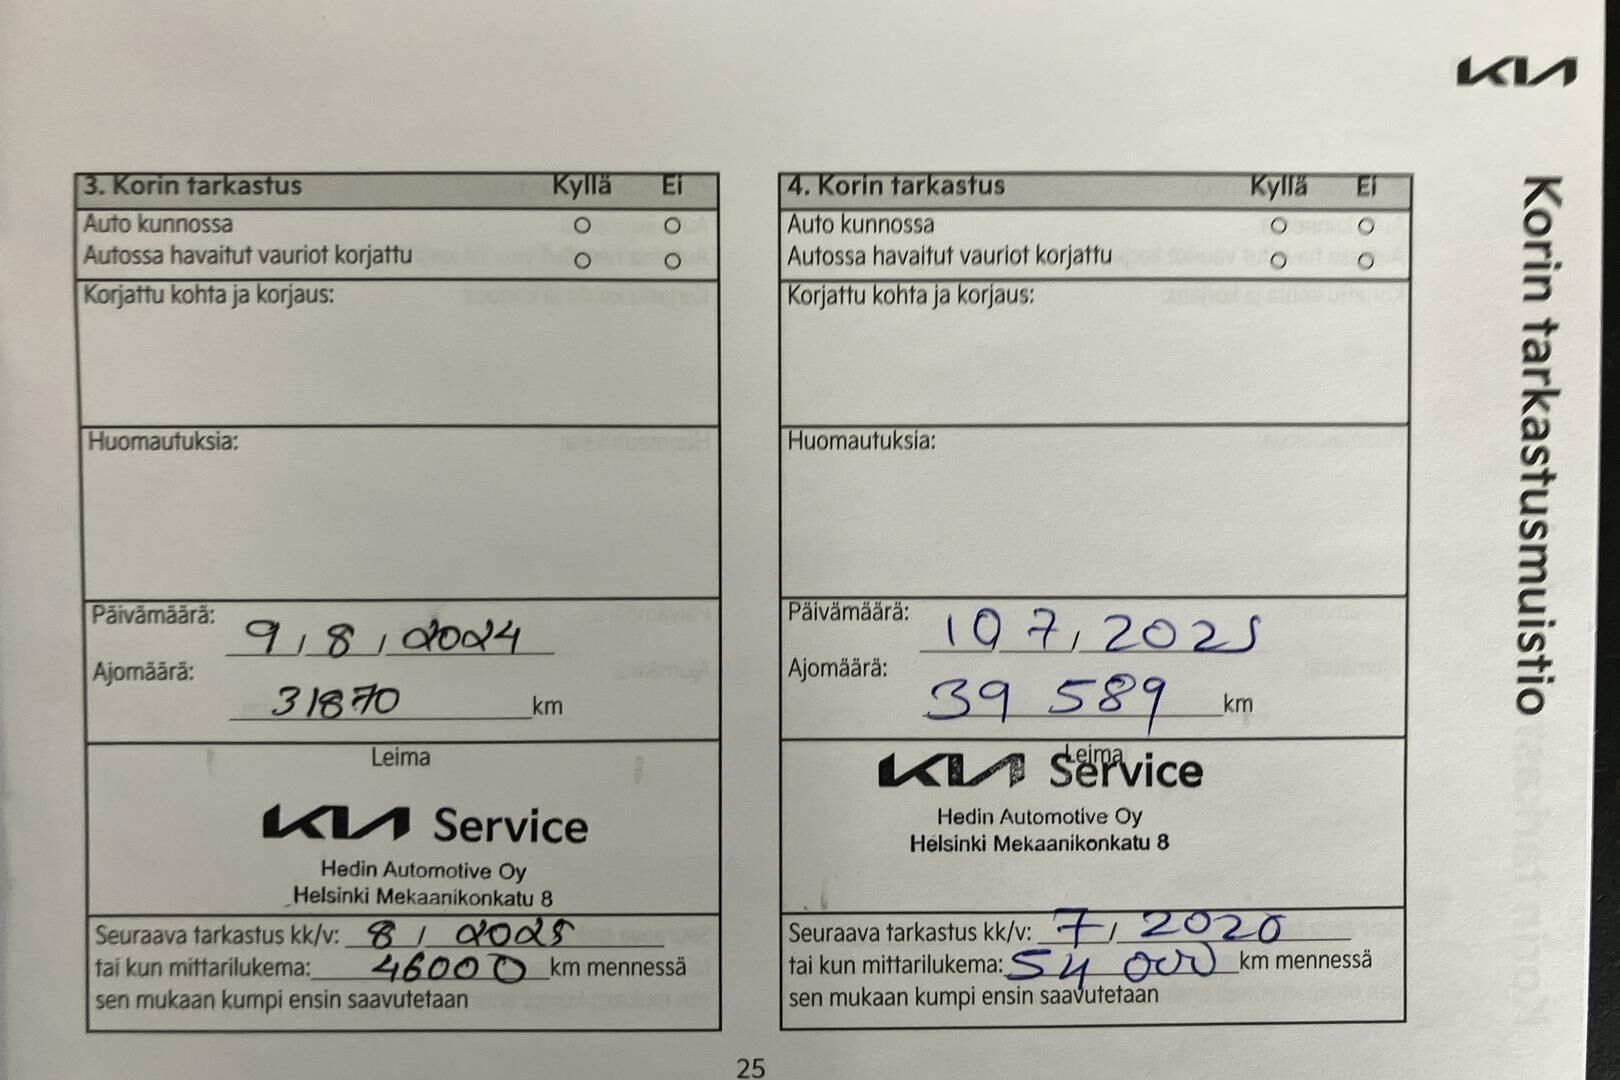 KIA
Korin tarkastusmuistio
3. Korin tarkastus Kyllä Ei
Auto kunnossa
Autossa havaitut vauriot korjattu
Korjattu kohta ja korjaus:
Huomautuksia:
Päivämäärä: 9 / 8 / 2024
Ajomäärä: 31870 km
Leima
KIA Service
Hedin Automotive Oy
Helsinki Mekaanikonkatu 8
Seuraava tarkastus kk/v: 8 / 2025
tai kun mittarilukema: 46000 km mennessä
sen mukaan kumpi ensin saavutetaan
4. Korin tarkastus Kyllä Ei
Auto kunnossa
Autossa havaitut vauriot korjattu
Korjattu kohta ja korjaus:
Huomautuksia:
Päivämäärä: 10 7 / 2025
Ajomäärä: 39 589 km
Leima
KIA Service
Hedin Automotive Oy
Helsinki Mekaanikonkatu 8
Seuraava tarkastus kk/v: 7 /
tai kun mittarilukema: 54 000 km mennessä
sen mukaan kumpi ensin saavutetaan
25